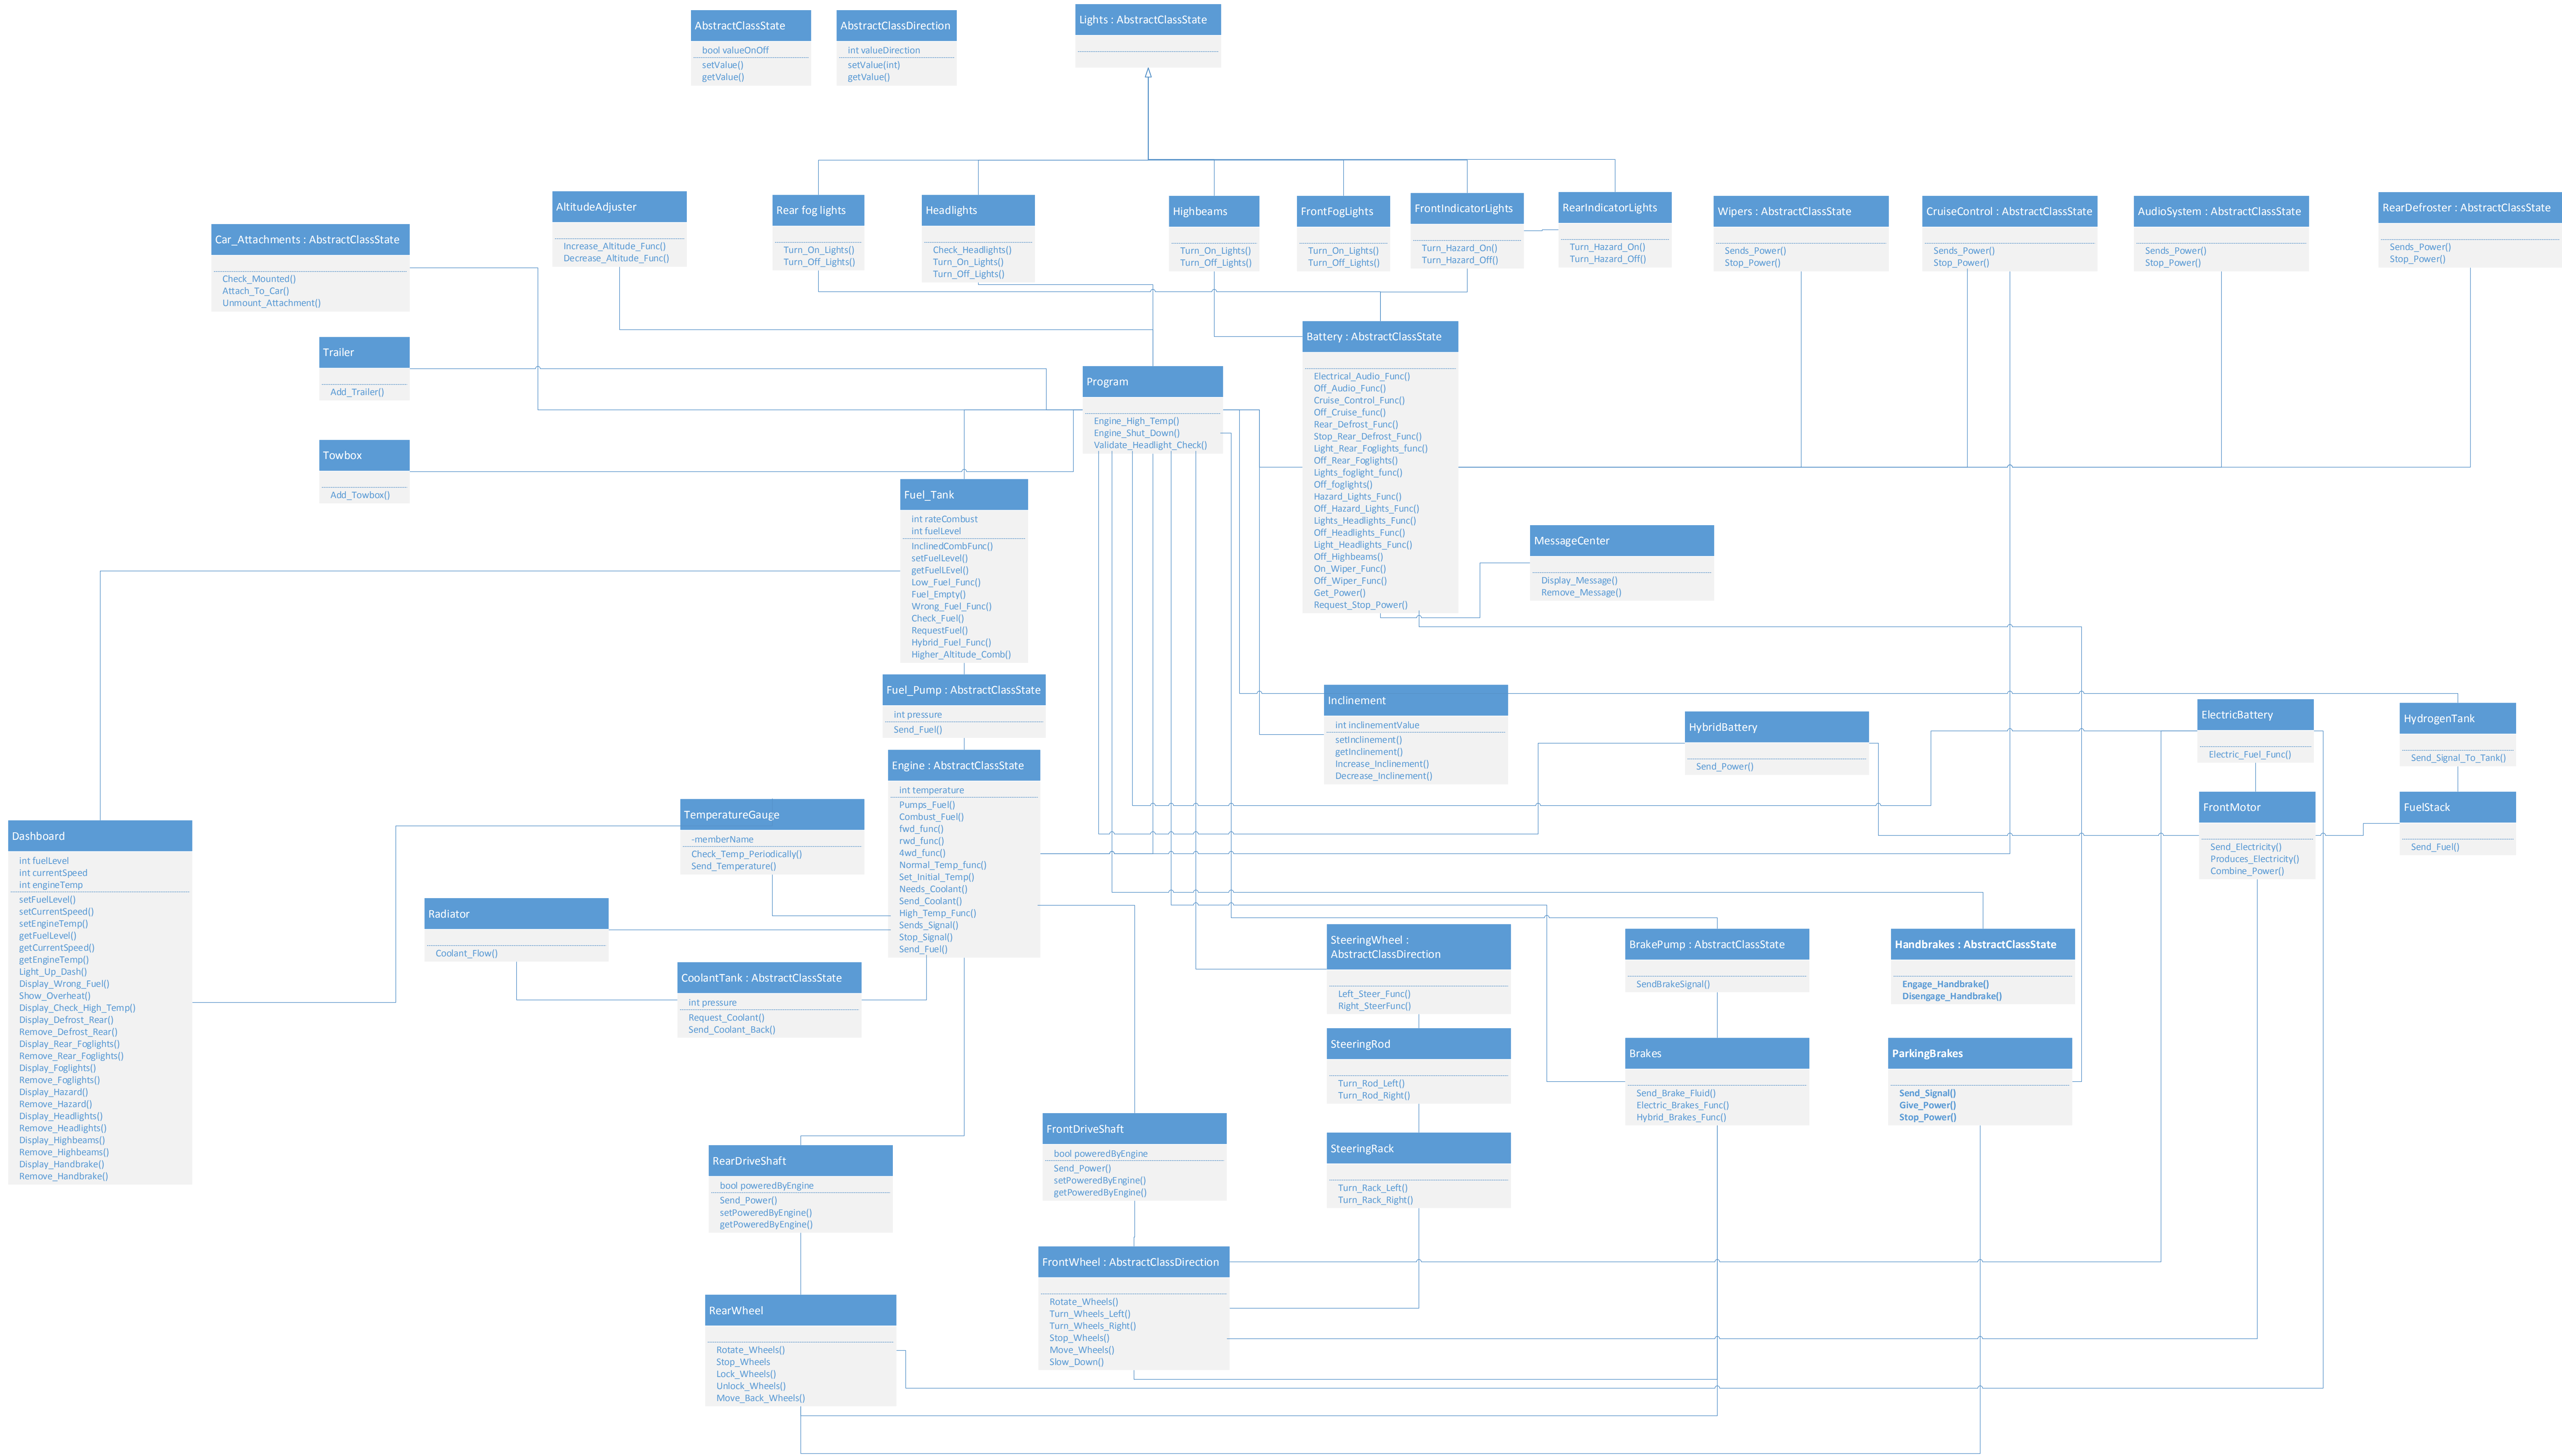 AbstractClassState
bool valueOnOff
setValue()
getValue()
AbstractClassDirection
int valueDirection
setValue(int)
getValue()
Lights : AbstractClassState
Car_Attachments : AbstractClassState
Check_Mounted()
Attach_To_Car()
Unmount_Attachment()
AltitudeAdjuster
Increase_Altitude_Func()
Decrease_Altitude_Func()
Rear fog lights
Turn_On_Lights()
Turn_Off_Lights()
Headlights
Check_Headlights()
Turn_On_Lights()
Turn_Off_Lights()
Highbeams
Turn_On_Lights()
Turn_Off_Lights()
FrontFogLights
Turn_On_Lights()
Turn_Off_Lights()
FrontIndicatorLights
Turn_Hazard_On()
Turn_Hazard_Off()
RearIndicatorLights
Turn_Hazard_On()
Turn_Hazard_Off()
Wipers : AbstractClassState
Sends_Power()
Stop_Power()
CruiseControl : AbstractClassState
Sends_Power()
Stop_Power()
AudioSystem : AbstractClassState
Sends_Power()
Stop_Power()
RearDefroster : AbstractClassState
Sends_Power()
Stop_Power()
Trailer
Add_Trailer()
Towbox
Add_Towbox()
Program
Engine_High_Temp()
Engine_Shut_Down()
Validate_Headlight_Check()
Battery : AbstractClassState
Electrical_Audio_Func()
Off_Audio_Func()
Cruise_Control_Func()
Off_Cruise_func()
Rear_Defrost_Func()
Stop_Rear_Defrost_Func()
Light_Rear_Foglights_func()
Off_Rear_Foglights()
Lights_foglight_func()
Off_foglights()
Hazard_Lights_Func()
Off_Hazard_Lights_Func()
Lights_Headlights_Func()
Off_Headlights_Func()
Light_Headlights_Func()
Off_Highbeams()
On_Wiper_Func()
Off_Wiper_Func()
Get_Power()
Request_Stop_Power()
Fuel_Tank
int rateCombust
int fuelLevel
InclinedCombFunc()
setFuelLevel()
getFuelLEvel()
Low_Fuel_Func()
Fuel_Empty()
Wrong_Fuel_Func()
Check_Fuel()
RequestFuel()
Hybrid_Fuel_Func()
Higher_Altitude_Comb()
MessageCenter
Display_Message()
Remove_Message()
Fuel_Pump : AbstractClassState
int pressure
Send_Fuel()
Inclinement
int inclinementValue
setInclinement()
getInclinement()
Increase_Inclinement()
Decrease_Inclinement()
HybridBattery
Send_Power()
ElectricBattery
Electric_Fuel_Func()
HydrogenTank
Send_Signal_To_Tank()
Engine : AbstractClassState
int temperature
Pumps_Fuel()
Combust_Fuel()
fwd_func()
rwd_func()
4wd_func()
Normal_Temp_func()
Set_Initial_Temp()
Needs_Coolant()
Send_Coolant()
High_Temp_Func()
Sends_Signal()
Stop_Signal()
Send_Fuel()
TemperatureGauge
-memberName
Check_Temp_Periodically()
Send_Temperature()
FrontMotor
Send_Electricity()
Produces_Electricity()
Combine_Power()
FuelStack
Send_Fuel()
Dashboard
int fuelLevel
int currentSpeed
int engineTemp
setFuelLevel()
setCurrentSpeed()
setEngineTemp()
getFuelLevel()
getCurrentSpeed()
getEngineTemp()
Light_Up_Dash()
Display_Wrong_Fuel()
Show_Overheat()
Display_Check_High_Temp()
Display_Defrost_Rear()
Remove_Defrost_Rear()
Display_Rear_Foglights()
Remove_Rear_Foglights()
Display_Foglights()
Remove_Foglights()
Display_Hazard()
Remove_Hazard()
Display_Headlights()
Remove_Headlights()
Display_Highbeams()
Remove_Highbeams()
Display_Handbrake()
Remove_Handbrake()
Radiator
Coolant_Flow()
CoolantTank : AbstractClassState
int pressure
Request_Coolant()
Send_Coolant_Back()
SteeringWheel :
AbstractClassDirection
Left_Steer_Func()
Right_SteerFunc()
BrakePump : AbstractClassState
SendBrakeSignal()
Handbrakes : AbstractClassState
Engage_Handbrake()
Disengage_Handbrake()
SteeringRod
Turn_Rod_Left()
Turn_Rod_Right()
Brakes
Send_Brake_Fluid()
Electric_Brakes_Func()
Hybrid_Brakes_Func()
ParkingBrakes
Send_Signal()
Give_Power()
Stop_Power()
FrontDriveShaft
bool poweredByEngine
Send_Power()
setPoweredByEngine()
getPoweredByEngine()
SteeringRack
Turn_Rack_Left()
Turn_Rack_Right()
RearDriveShaft
bool poweredByEngine
Send_Power()
setPoweredByEngine()
getPoweredByEngine()
FrontWheel : AbstractClassDirection
Rotate_Wheels()
Turn_Wheels_Left()
Turn_Wheels_Right()
Stop_Wheels()
Move_Wheels()
Slow_Down()
RearWheel
Rotate_Wheels()
Stop_Wheels
Lock_Wheels()
Unlock_Wheels()
Move_Back_Wheels()